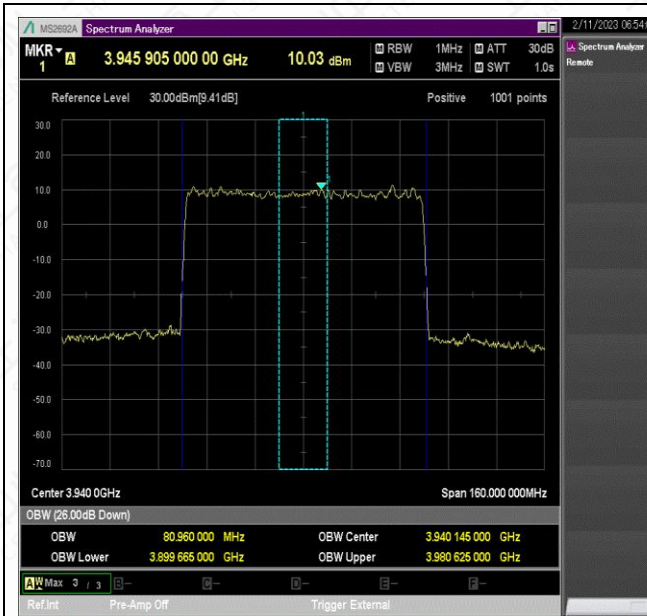 MS2692A Spectrum Analyzer
2/11/2023 06:54
MKR 1 A 3.945 905 000 00 GHz 10.03 dBm
RBW 1MHz ATT 30dB
VBW 3MHz SWT 1.0s
Spectrum Analyzer
Remote
Reference Level 30.00dBm[9.41dB] Positive 1001 points
30.0
20.0
10.0
0.0
-10.0
-20.0
-30.0
-40.0
-50.0
-60.0
-70.0
Center 3.940 0GHz Span 160.000 000MHz
OBW (26.00dB Down)
OBW 80.960 000 MHz OBW Center 3.940 145 000 GHz
OBW Lower 3.899 665 000 GHz OBW Upper 3.980 625 000 GHz
A W Max 3 / 3 B- C- D- E- F-
Ref.Int Pre-Amp Off Trigger External